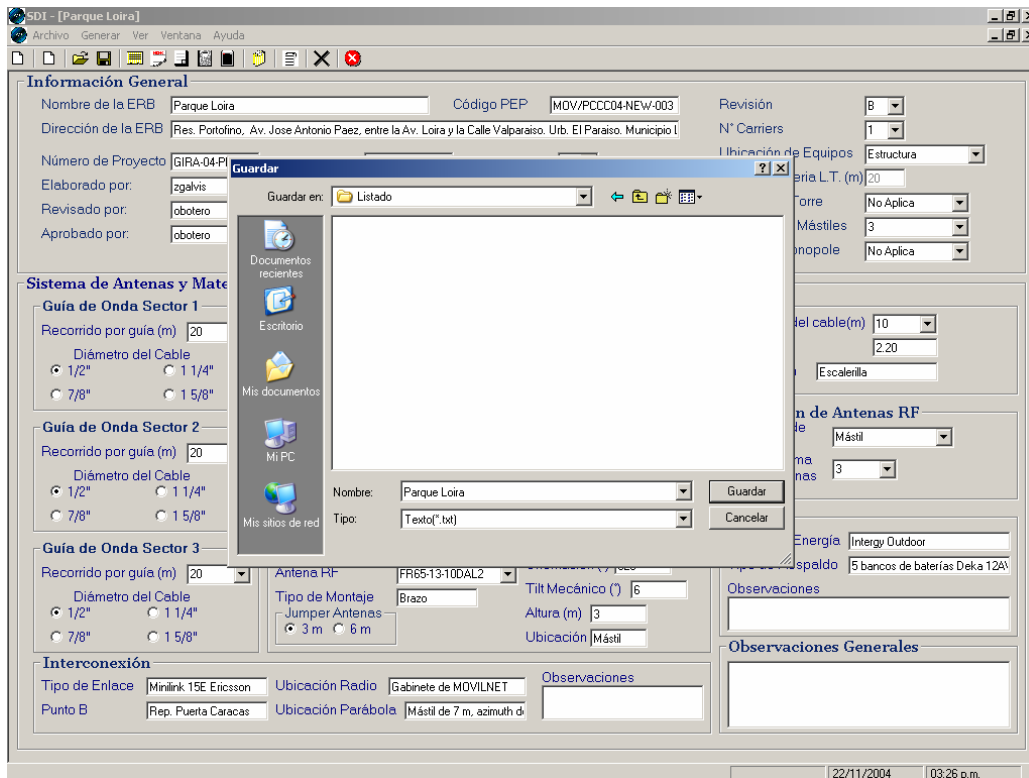 SDI - [Parque Loira]
Archivo Generar Ver Ventana Ayuda
Información General
Nombre de la ERB Parque Loira Código PEP MOV/PCCC04-NEW-003 Revisión B
Dirección de la ERB Res. Portofino, Av. Jose Antonio Paez, entre la Av. Loira y la Calle Valparaiso. Urb. El Paraiso. Municipio N° Carriers 1
Número de Proyecto GIRA-04- Ubicación de Equipos Estructura
Elaborado por: zgalvis L.T. (m) 20
Revisado por: obotero Torre No Aplica
Aprobado por: obotero Mástiles 3
No Aplica
Guardar
Guardar en: Listado
Documentos recientes
Escritorio
Mis documentos
Mi PC
Mis sitios de red
Nombre: Parque Loira Guardar
Tipo: Texto(*.txt) Cancelar
Sistema de Antenas y
Guía de Onda Sector 1
Recorrido por guía (m) 20
Diámetro del Cable
1/2" 1 1/4"
7/8" 1 5/8"
cable(m) 10
2.20
Escalerilla
Guía de Onda Sector 2
Recorrido por guía (m) 20
Diámetro del Cable
1/2" 1 1/4"
7/8" 1 5/8"
de Antenas RF
Mástil
3
Guía de Onda Sector 3
Recorrido por guía (m) 20
Diámetro del Cable
1/2" 1 1/4"
7/8" 1 5/8"
Antena RF FR65-13-10DAL2
Tipo de Montaje Brazo
Jumper Antenas
3 m 6 m
Tilt Mecánico (°) 6
Altura (m) 3
Ubicación Mástil
Energía Intergy Outdoor
5 bancos de baterías Deka 12AV
Observaciones
Observaciones Generales
Interconexión
Tipo de Enlace Minilink 15E Ericsson Ubicación Radio Gabinete de MOVILNET Observaciones
Punto B Rep. Puerta Caracas Ubicación Parábola Mástil de 7 m, azimuth
22/11/2004 03:26 p.m.